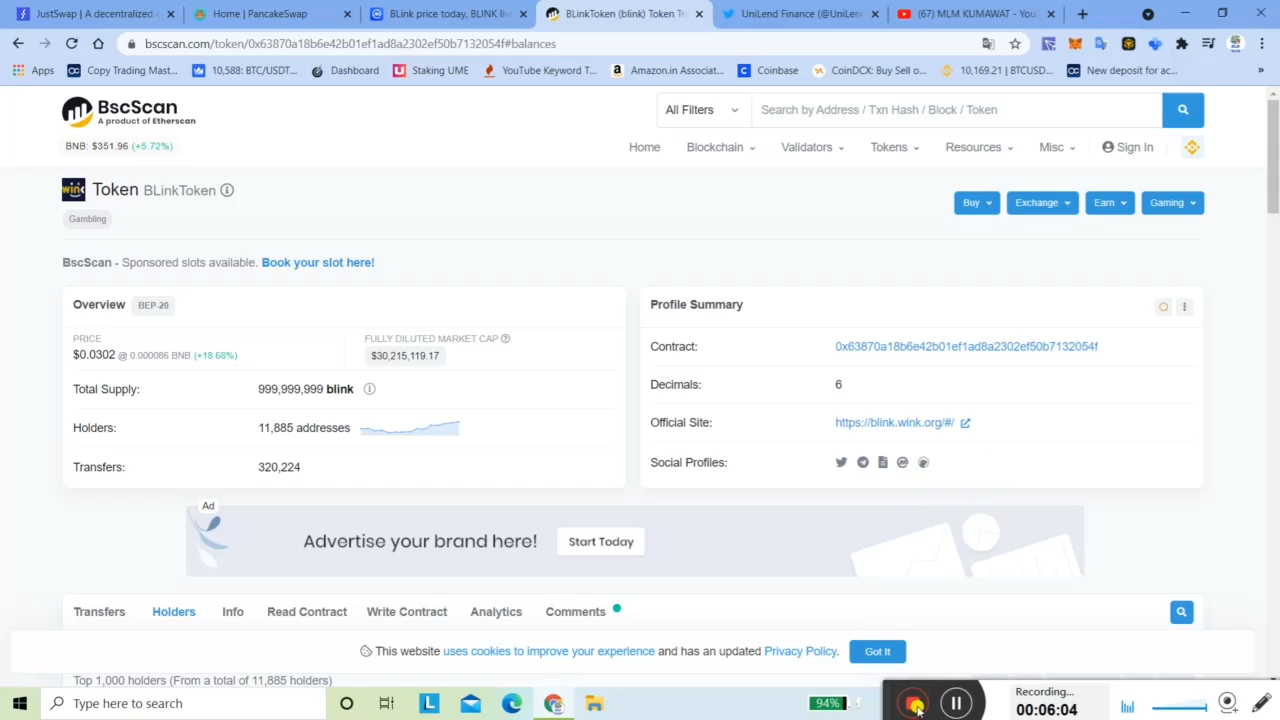 JustSwap | A decentralized ex
Home | PancakeSwap
BLink price today, BLINK live
BLinkToken (blink) Token Tra
UniLend Finance (@UniLen
(67) MLM KUMAWAT - You
bscscan.com/token/0x63870a18b6e42b01ef1ad8a2302ef50b7132054f#balances
Apps
Copy Trading Mast...
10,588: BTC/USDT...
Dashboard
Staking UME
YouTube Keyword T...
Amazon.in Associat...
Coinbase
CoinDCX: Buy Sell o...
10,169.21 | BTCUSD...
New deposit for ac...
BscScan
A product of Etherscan
All Filters
Search by Address / Txn Hash / Block / Token
BNB: $351.96 (+5.72%)
Home
Blockchain
Validators
Tokens
Resources
Misc
Sign In
Token BLinkToken
Gambling
Buy
Exchange
Earn
Gaming
BscScan - Sponsored slots available. Book your slot here!
Overview BEP-20
PRICE
$0.0302 @ 0.000086 BNB (+18.68%)
FULLY DILUTED MARKET CAP
$30,215,119.17
Total Supply: 999,999,999 blink
Holders: 11,885 addresses
Transfers: 320,224
Profile Summary
Contract: 0x63870a18b6e42b01ef1ad8a2302ef50b7132054f
Decimals: 6
Official Site: https://blink.wink.org/#/
Social Profiles:
Ad
Advertise your brand here!
Start Today
Transfers
Holders
Info
Read Contract
Write Contract
Analytics
Comments
This website uses cookies to improve your experience and has an updated Privacy Policy.
Got It
Top 1,000 holders (From a total of 11,885 holders)
Type here to search
94%
Recording...
00:06:04